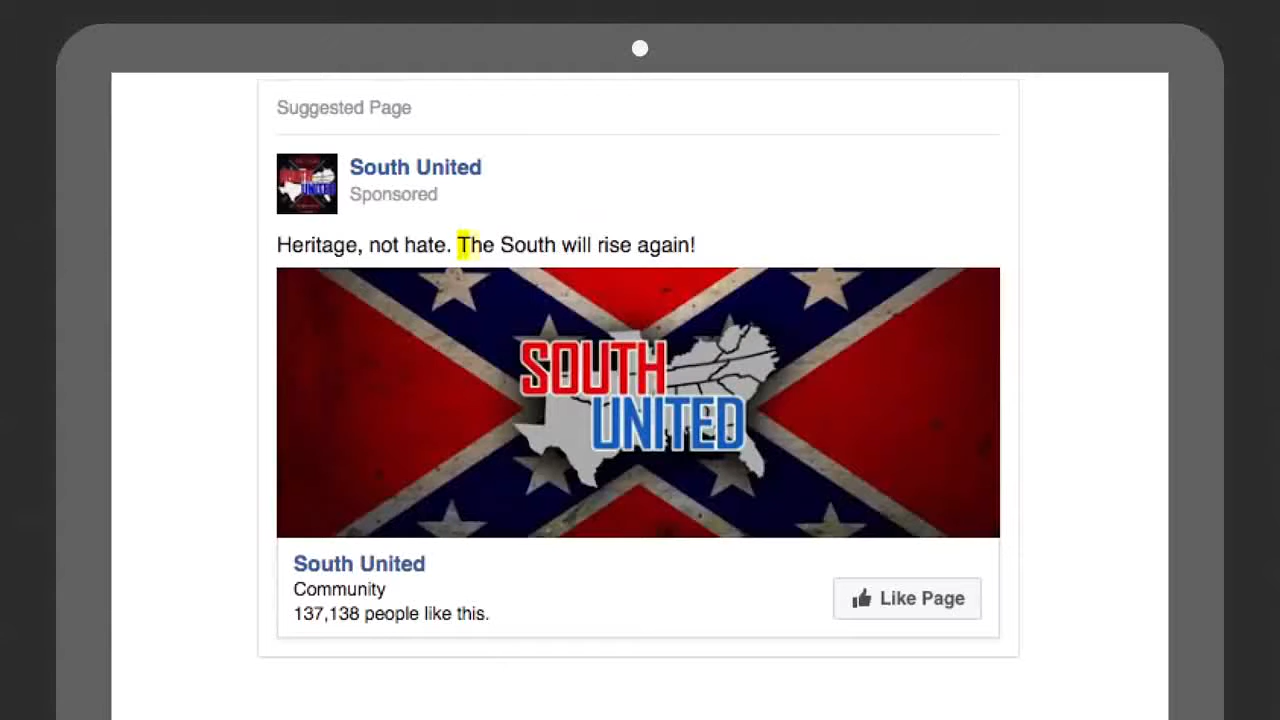 Suggested Page
South United
Sponsored
Heritage, not hate. The South will rise again!
SOUTH
UNITED
South United
Community
137,138 people like this.
Like Page